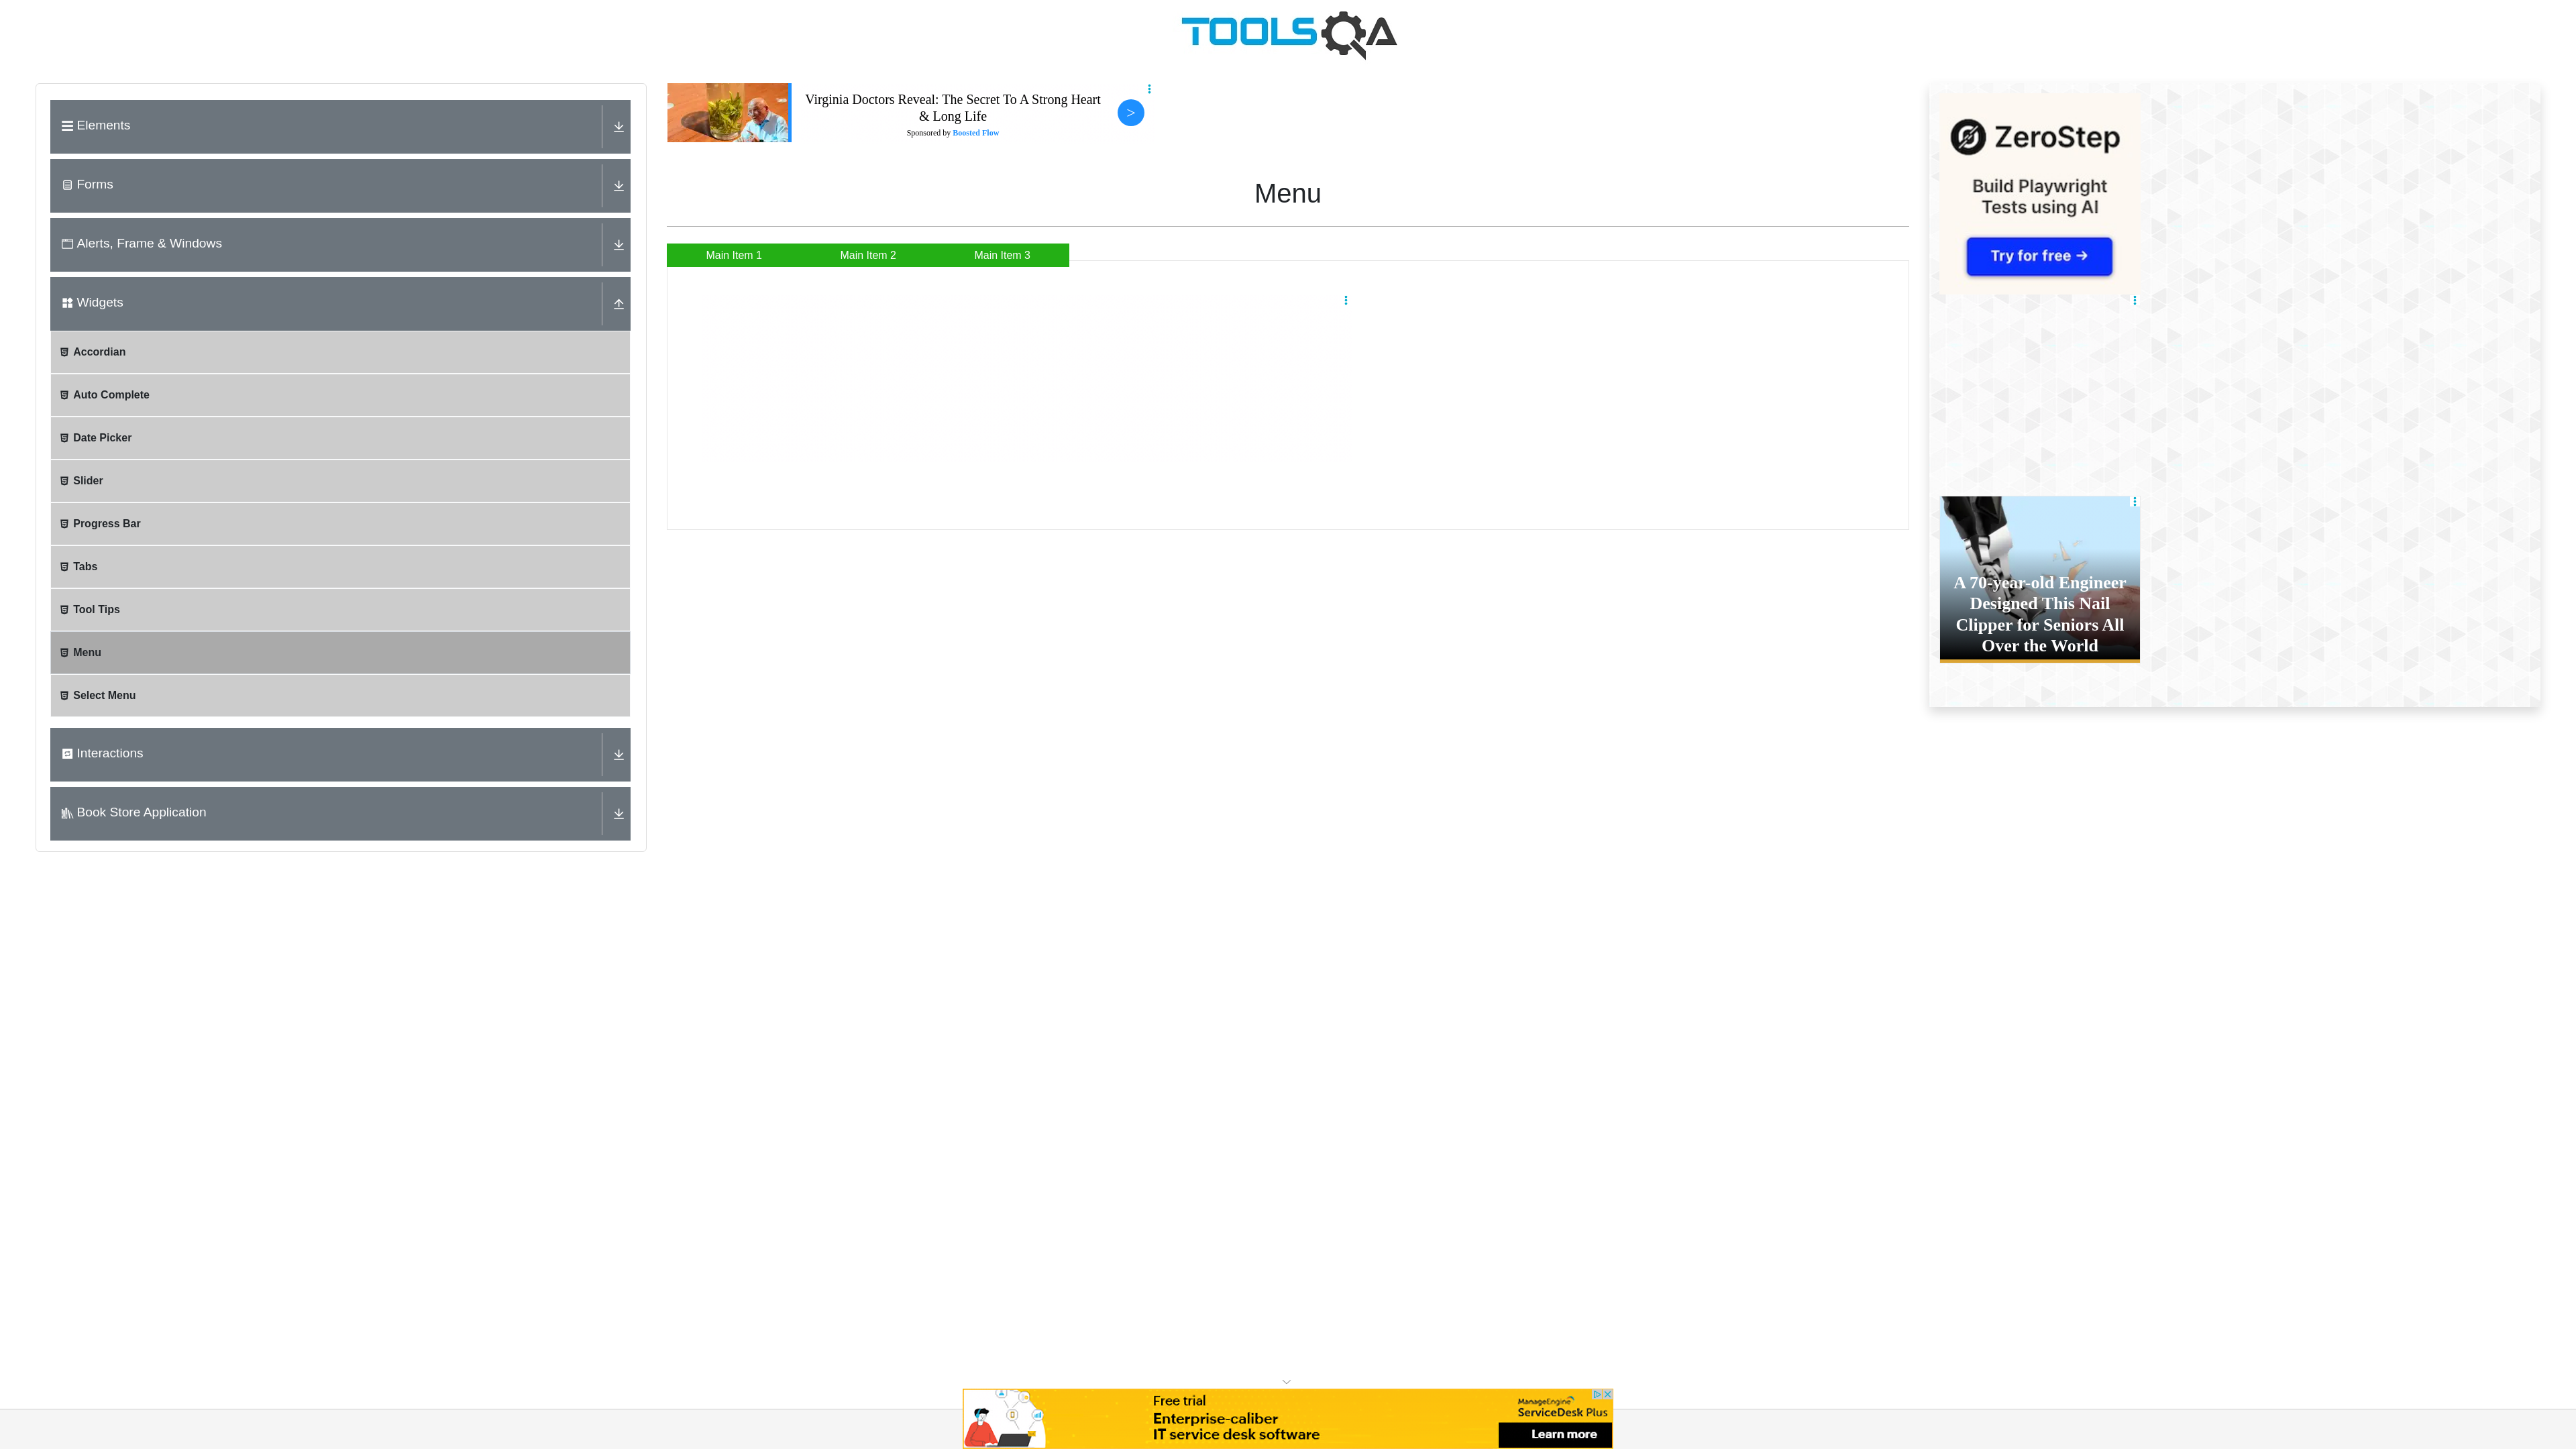 TOOLSQA
Elements
Forms
Alerts, Frame & Windows
Widgets
Accordian
Auto Complete
Date Picker
Slider
Progress Bar
Tabs
Tool Tips
Menu
Select Menu
Interactions
Book Store Application
Virginia Doctors Reveal: The Secret To A Strong Heart
& Long Life
Sponsored by Boosted Flow
>
Menu
Main Item 1 Main Item 2 Main Item 3
ZeroStep
Build Playwright
Tests using AI
Try for free →
A 70-year-old Engineer
Designed This Nail
Clipper for Seniors All
Over the World
Free trial
Enterprise-caliber
IT service desk software
ManageEngine
ServiceDesk Plus
Learn more